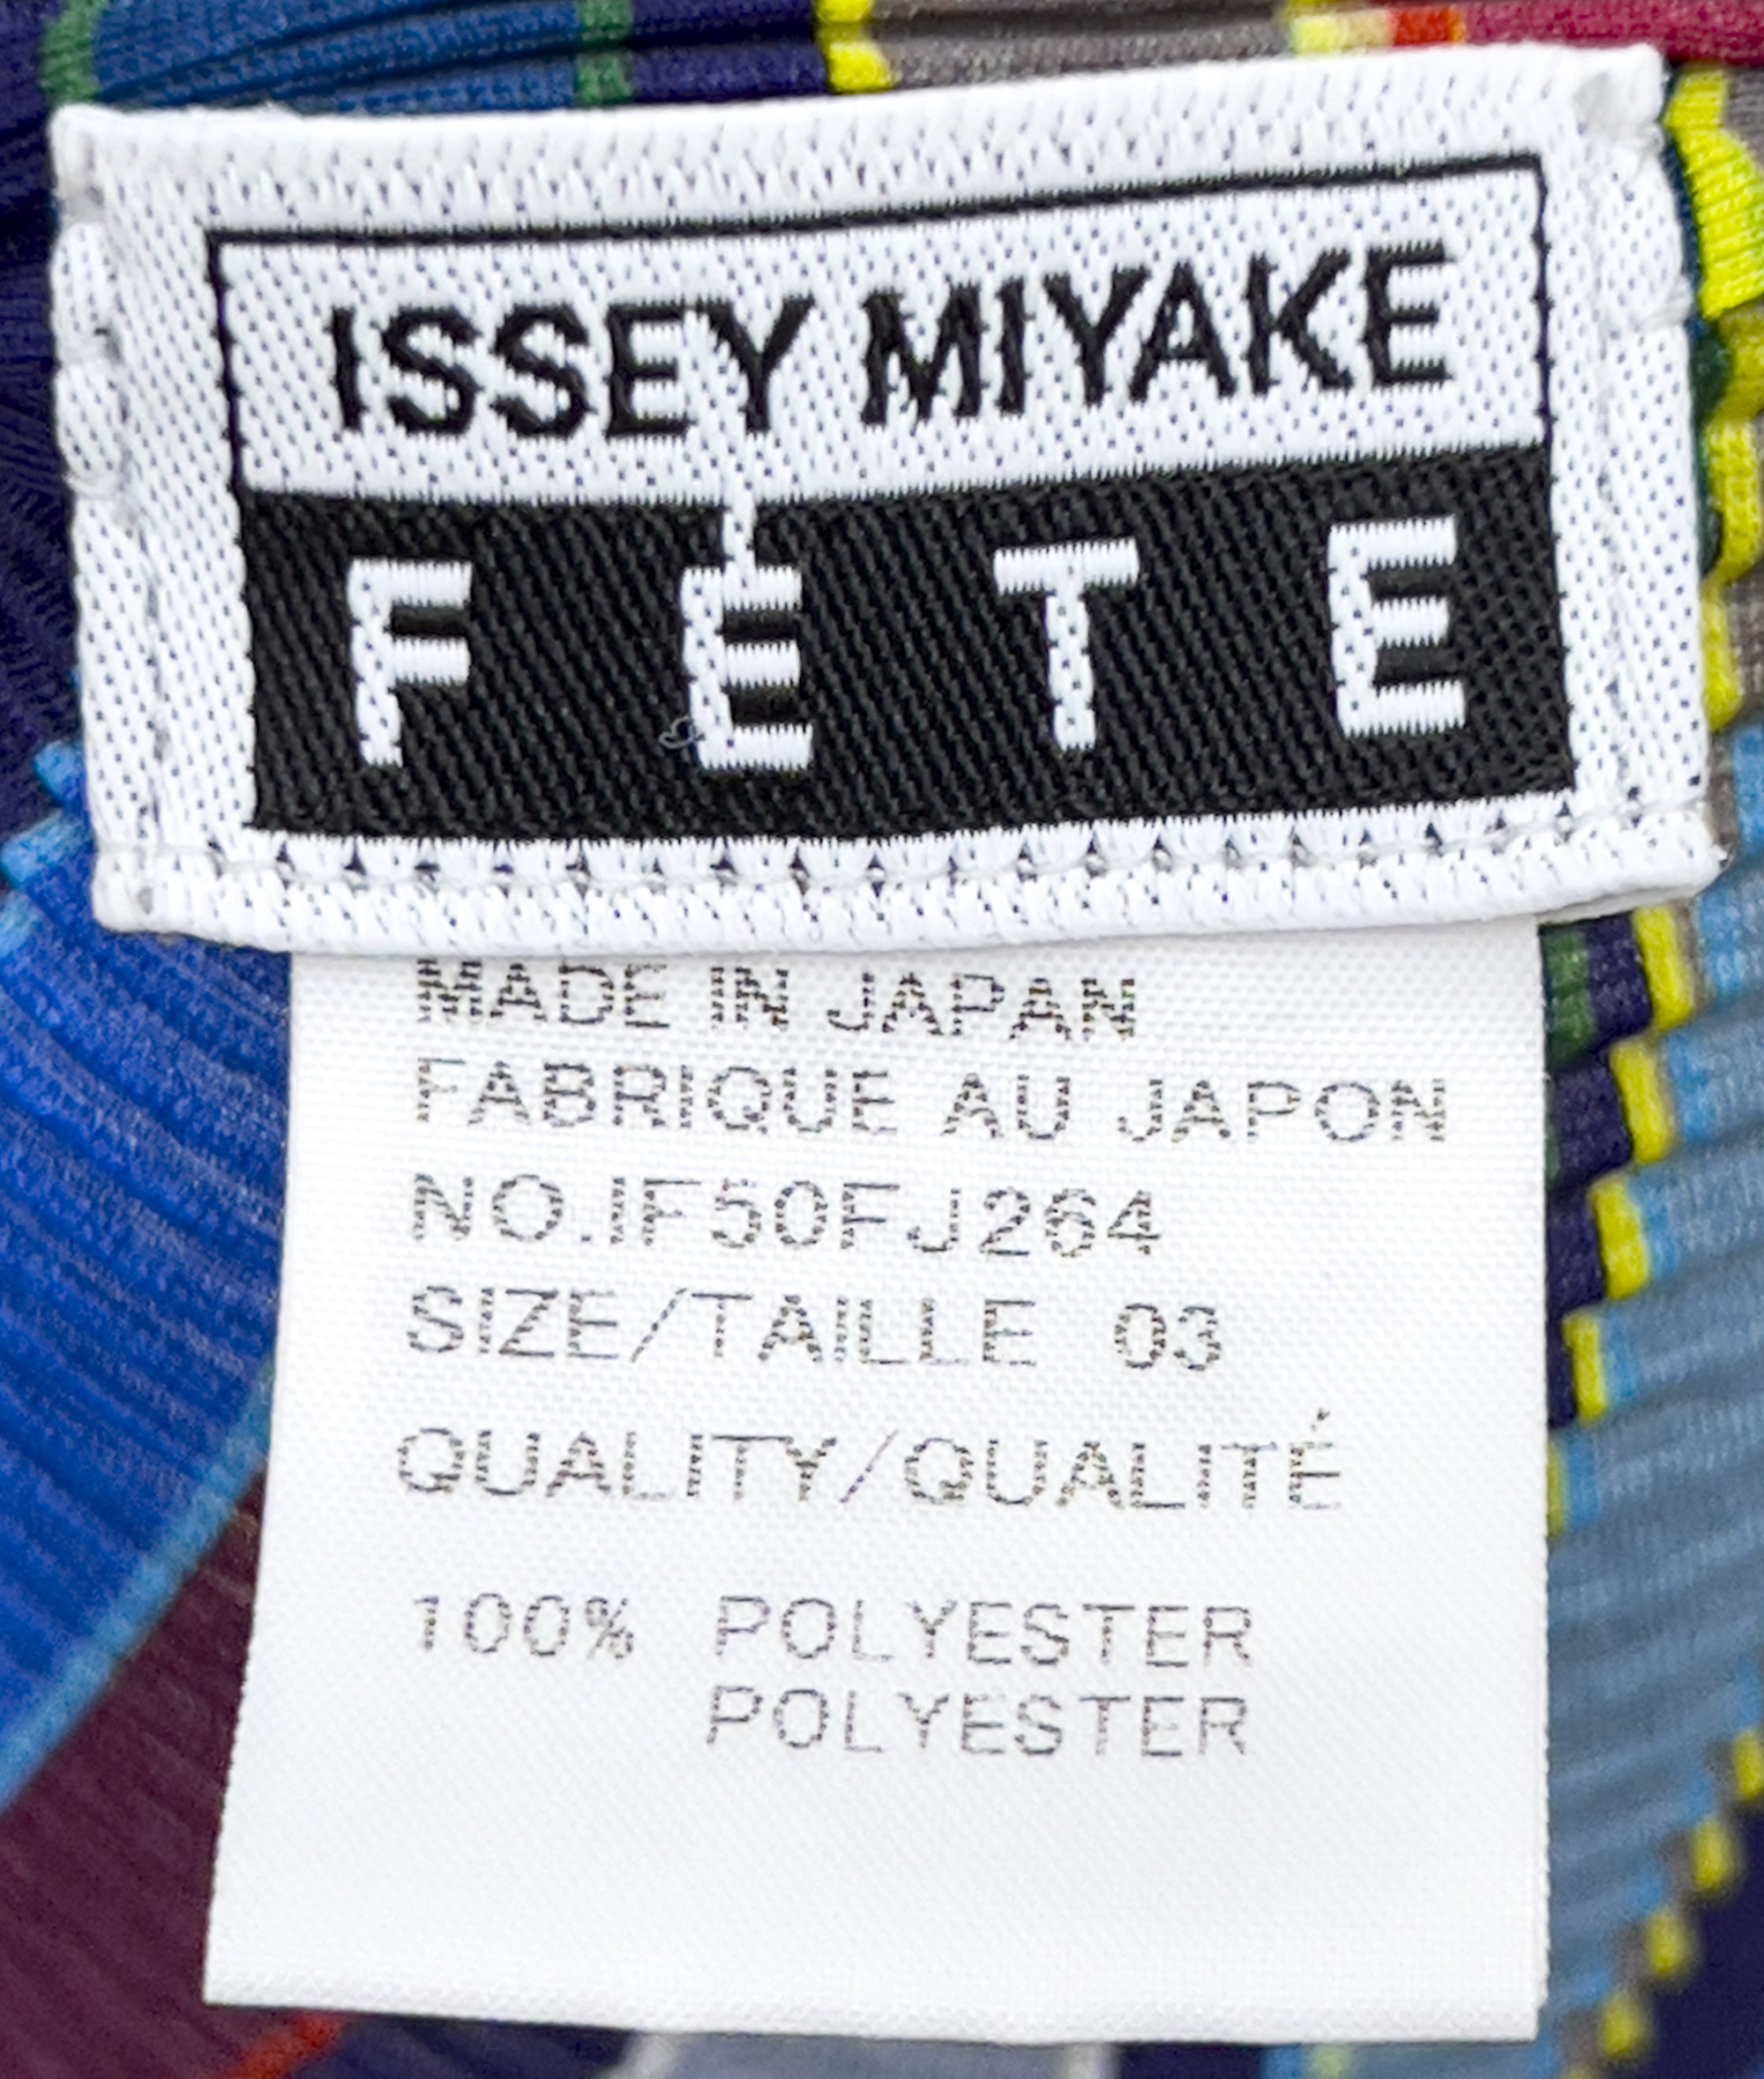 ISSEY MIYAKE
FETE
MADE IN JAPAN
FABRIQUE AU JAPON
NO.IF50FJ264
SIZE/TAILLE 03
QUALITY/QUALITÉ
100% POLYESTER
POLYESTER